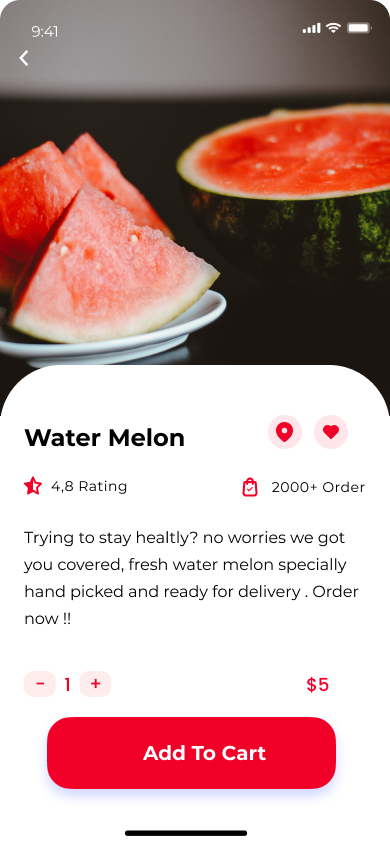 9:41
Water Melon
4,8 Rating
2000+ Order
Trying to stay healtly? no worries we got
you covered, fresh water melon specially
hand picked and ready for delivery . Order
now !!
- 1 +
$5
Add To Cart